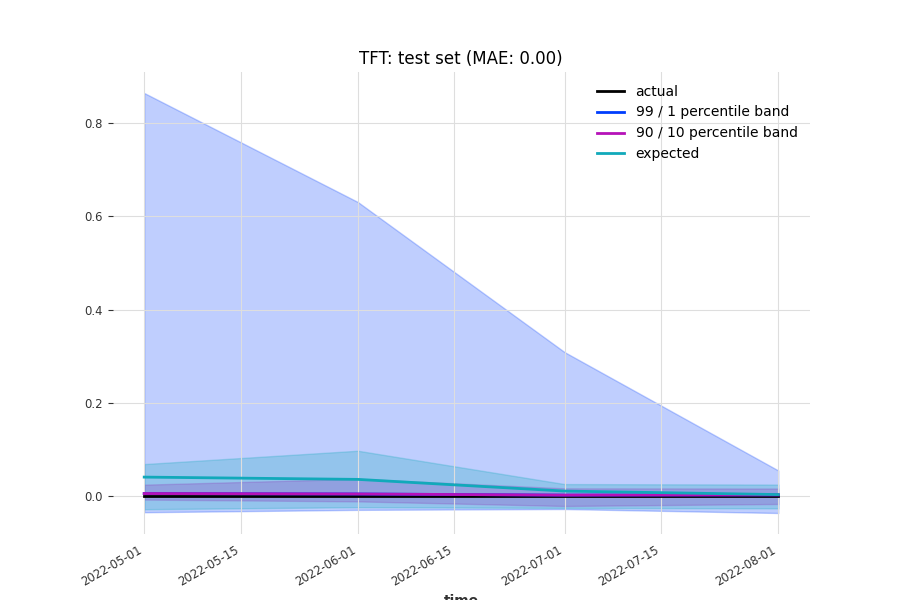 TFT: test set (MAE: 0.00)
actual
99 / 1 percentile band
90 / 10 percentile band
expected
0.8
0.6
0.4
0.2
0.0
2022-05-01
2022-05-15
2022-06-01
2022-06-15
2022-07-01
2022-07-15
2022-08-01
time